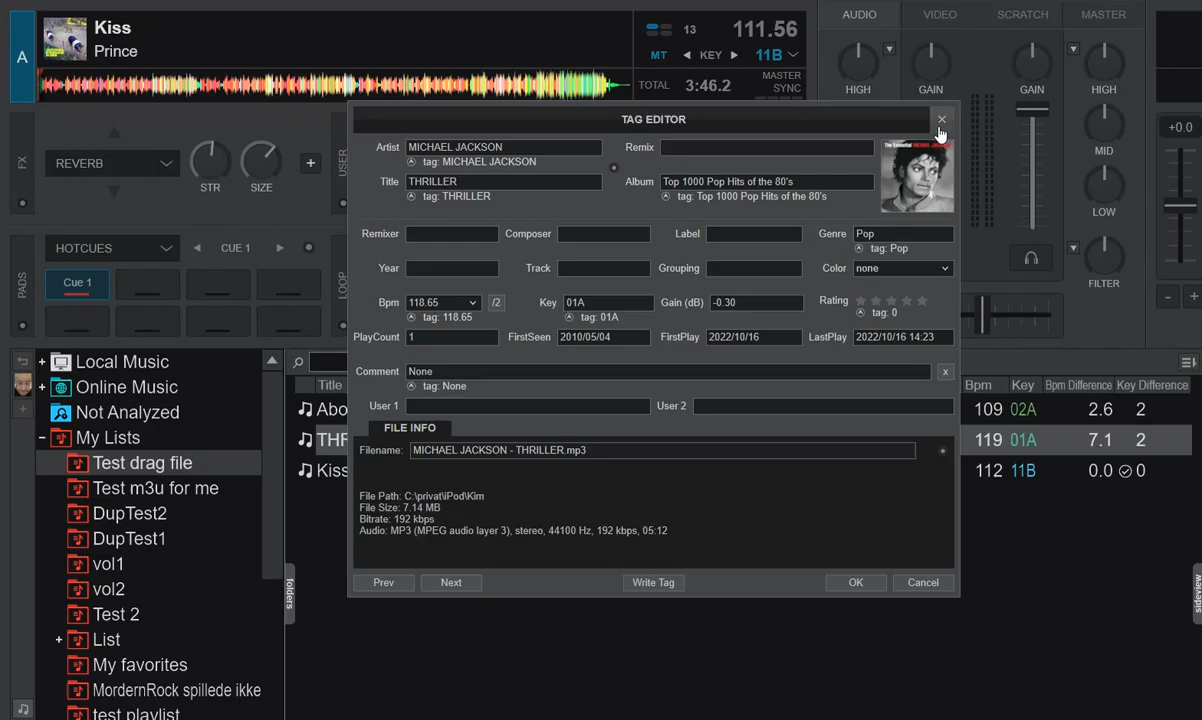 Kiss
Prince
A
13
111.56
MT
KEY
11B
TOTAL
3:46.2
MASTER
SYNC
AUDIO
VIDEO
SCRATCH
MASTER
HIGH
GAIN
GAIN
HIGH
MID
LOW
FILTER
+0.0
-
+
FX
REVERB
STR
SIZE
+
USER
PADS
HOTCUES
CUE 1
LOOP
Cue 1
TAG EDITOR
Artist
MICHAEL JACKSON
Remix
tag: MICHAEL JACKSON
The Essential MICHAEL JACKSON
Title
THRILLER
Album
Top 1000 Pop Hits of the 80's
tag: THRILLER
tag: Top 1000 Pop Hits of the 80's
Remixer
Composer
Label
Genre
Pop
tag: Pop
Year
Track
Grouping
Color
none
Bpm
118.65
/2
Key
01A
Gain (dB)
-0.30
Rating
tag: 118.65
tag: 01A
tag: 0
PlayCount
1
FirstSeen
2010/05/04
FirstPlay
2022/10/16
LastPlay
2022/10/16 14:23
Comment
None
x
tag: None
User 1
User 2
FILE INFO
Filename:
MICHAEL JACKSON - THRILLER.mp3
File Path: C:\privat\iPod\Kim
File Size: 7.14 MB
Bitrate: 192 kbps
Audio: MP3 (MPEG audio layer 3), stereo, 44100 Hz, 192 kbps, 05:12
Prev
Next
Write Tag
OK
Cancel
Local Music
Online Music
Not Analyzed
My Lists
Test drag file
Test m3u for me
DupTest2
DupTest1
vol1
vol2
Test 2
List
My favorites
MordernRock spillede ikke
test playlist
folders
sideview
Title
Bpm
Key
Bpm Difference
Key Difference
Abo
109
02A
2.6
2
THR
119
01A
7.1
2
Kiss
112
11B
0.0
0